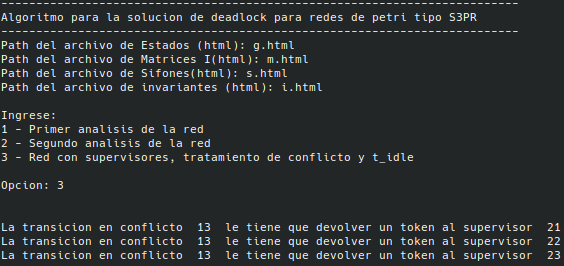 --------------------------------------------------------------------------
Algoritmo para la solucion de deadlock para redes de petri tipo S3PR
--------------------------------------------------------------------------
Path del archivo de Estados (html): g.html
Path del archivo de Matrices I(html): m.html
Path del archivo de Sifones(html): s.html
Path del archivo de invariantes (html): i.html
Ingrese:
1 - Primer analisis de la red
2 - Segundo analisis de la red
3 - Red con supervisores, tratamiento de conflicto y t_idle
Opcion: 3
La transicion en conflicto  13  le tiene que devolver un token al supervisor  21
La transicion en conflicto  13  le tiene que devolver un token al supervisor  22
La transicion en conflicto  13  le tiene que devolver un token al supervisor  23